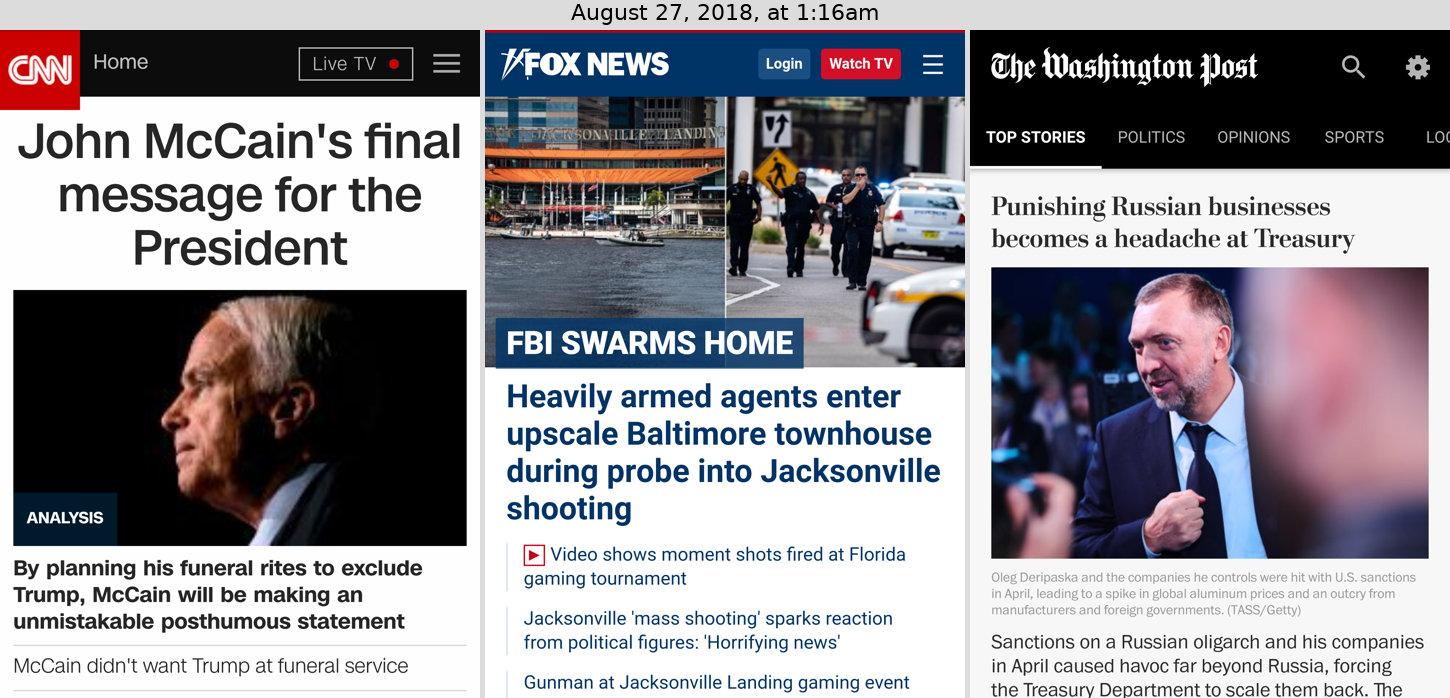 August 27, 2018, at 1:16am
CNN
Home
Live TV
John McCain's final
message for the
President
ANALYSIS
By planning his funeral rites to exclude
Trump, McCain will be making an
unmistakable posthumous statement
McCain didn't want Trump at funeral service
FOX NEWS
Login
Watch TV
JACKSONVILLE LANDING
FBI SWARMS HOME
Heavily armed agents enter
upscale Baltimore townhouse
during probe into Jacksonville
shooting
Video shows moment shots fired at Florida
gaming tournament
Jacksonville 'mass shooting' sparks reaction
from political figures: 'Horrifying news'
Gunman at Jacksonville Landing gaming event
The Washington Post
TOP STORIES
POLITICS
OPINIONS
SPORTS
LOC
Punishing Russian businesses
becomes a headache at Treasury
Oleg Deripaska and the companies he controls were hit with U.S. sanctions
in April, leading to a spike in global aluminum prices and an outcry from
manufacturers and foreign governments. (TASS/Getty)
Sanctions on a Russian oligarch and his companies
in April caused havoc far beyond Russia, forcing
the Treasury Department to scale them back. The